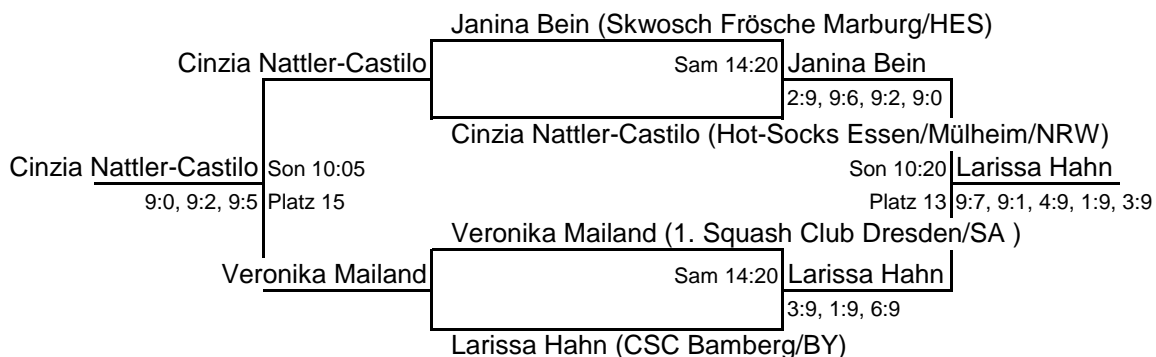 Janina Bein (Skwosch Frösche Marburg/HES)
Cinzia Nattler-Castilo Sam 14:20 Janina Bein
2:9, 9:6, 9:2, 9:0
Cinzia Nattler-Castilo (Hot-Socks Essen/Mülheim/NRW)
Cinzia Nattler-Castilo Son 10:05 Son 10:20 Larissa Hahn
9:0, 9:2, 9:5 Platz 15 Platz 13 9:7, 9:1, 4:9, 1:9, 3:9
Veronika Mailand (1. Squash Club Dresden/SA )
Veronika Mailand Sam 14:20 Larissa Hahn
3:9, 1:9, 6:9
Larissa Hahn (CSC Bamberg/BY)